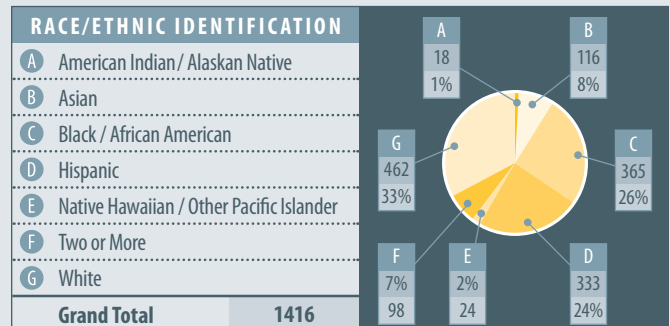 RACE/ETHNIC IDENTIFICATION
A American Indian / Alaskan Native
B Asian
C Black / African American
D Hispanic
E Native Hawaiian / Other Pacific Islander
F Two or More
G White
Grand Total 1416
A
18
1%
B
116
8%
G
462
33%
C
365
26%
F
7%
98
E
2%
24
D
333
24%